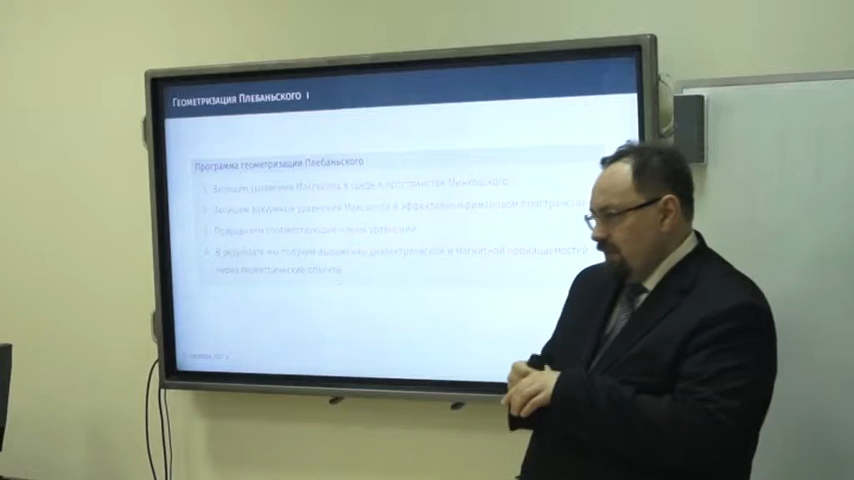 Геометризация Плебаньского I
Программа геометризации Плебаньского
1. Запишем уравнения Максвелла в среде в пространстве Минковского.
2. Запишем вакуумные уравнения Максвелла в эффективном римановом пространстве.
3. Приравняем соответствующие члены уравнений.
4. В результате мы получим выражения диэлектрической и магнитной проницаемостей
через геометрические объекты.